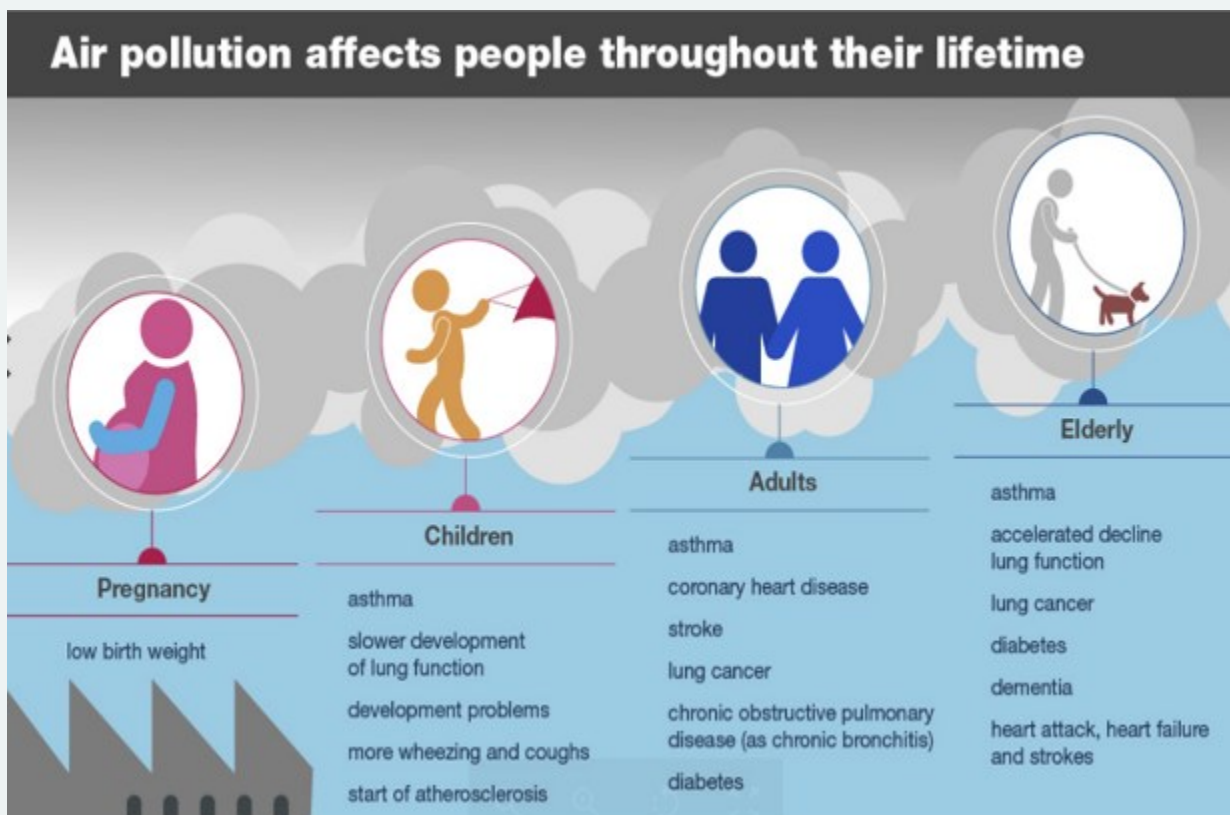 Air pollution affects people throughout their lifetime
Pregnancy
low birth weight
Children
asthma
slower development
of lung function
development problems
more wheezing and coughs
start of atherosclerosis
Adults
asthma
coronary heart disease
stroke
lung cancer
chronic obstructive pulmonary
disease (as chronic bronchitis)
diabetes
Elderly
asthma
accelerated decline
lung function
lung cancer
diabetes
dementia
heart attack, heart failure
and strokes